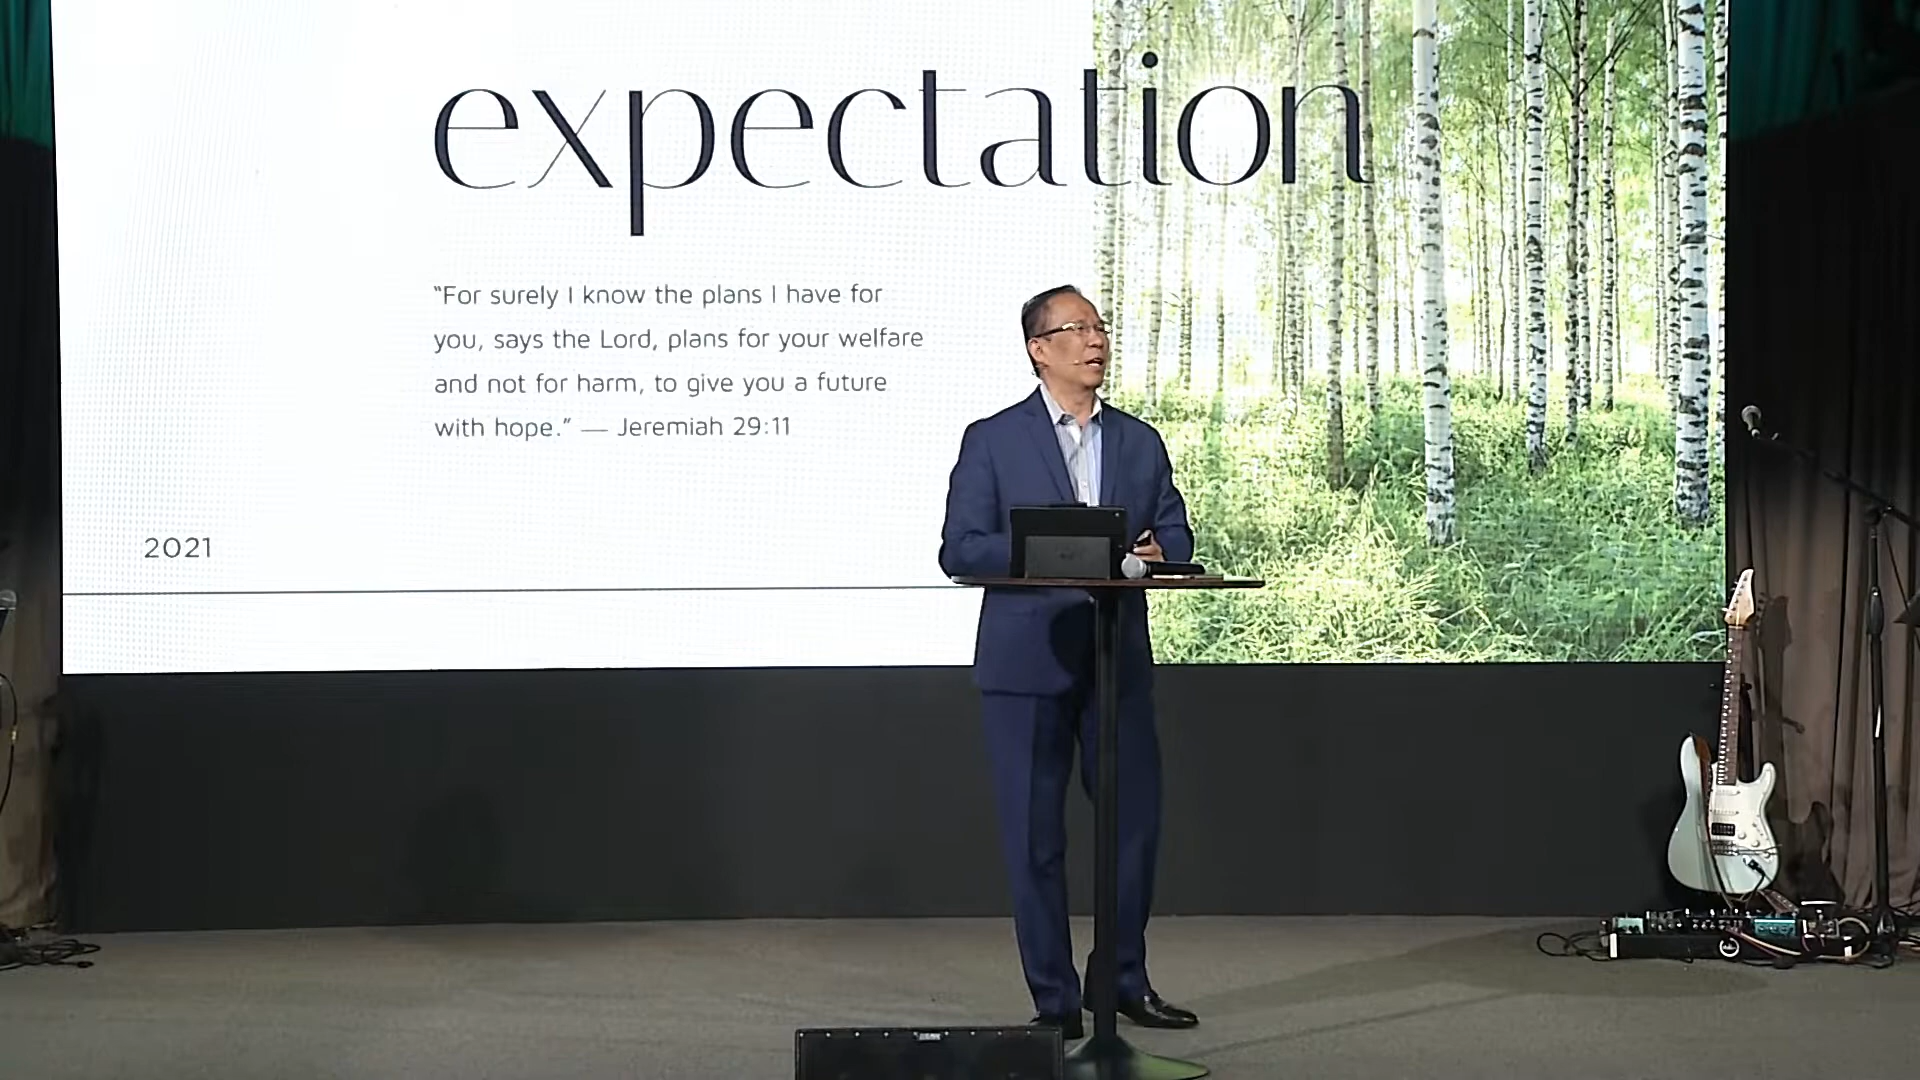 expectation
“For surely I know the plans I have for
you, says the Lord, plans for your welfare
and not for harm, to give you a future
with hope.” — Jeremiah 29:11
2021